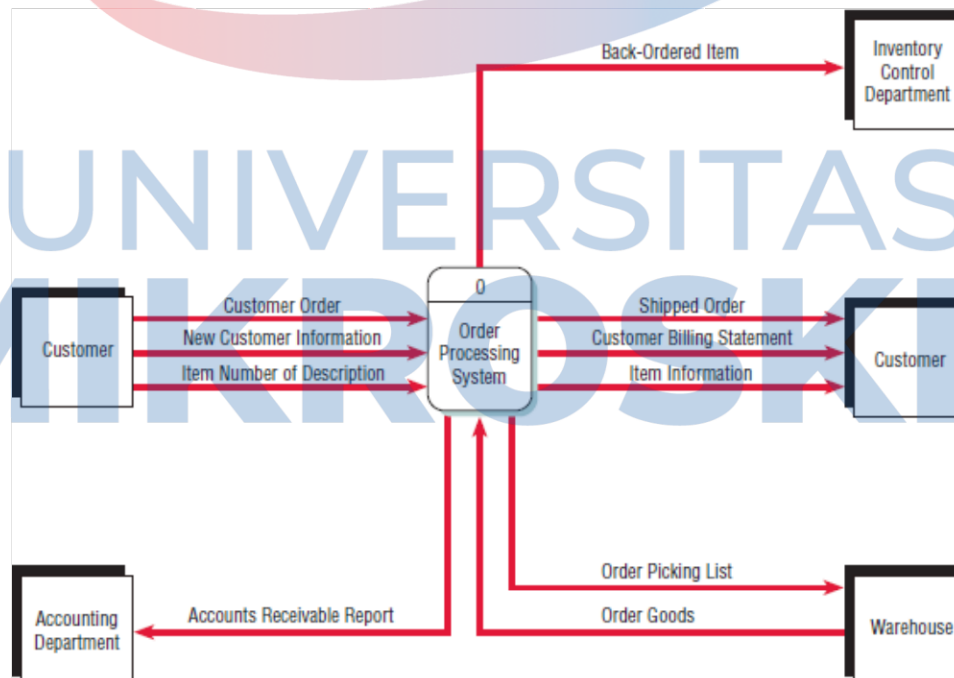 Back-Ordered Item
Inventory
Control
Department
UNIVERSITAS
MIKROSKI
0
Order
Processing
System
Customer
Customer Order
New Customer Information
Item Number of Description
Shipped Order
Customer Billing Statement
Item Information
Customer
Order Picking List
Order Goods
Warehouse
Accounts Receivable Report
Accounting
Department